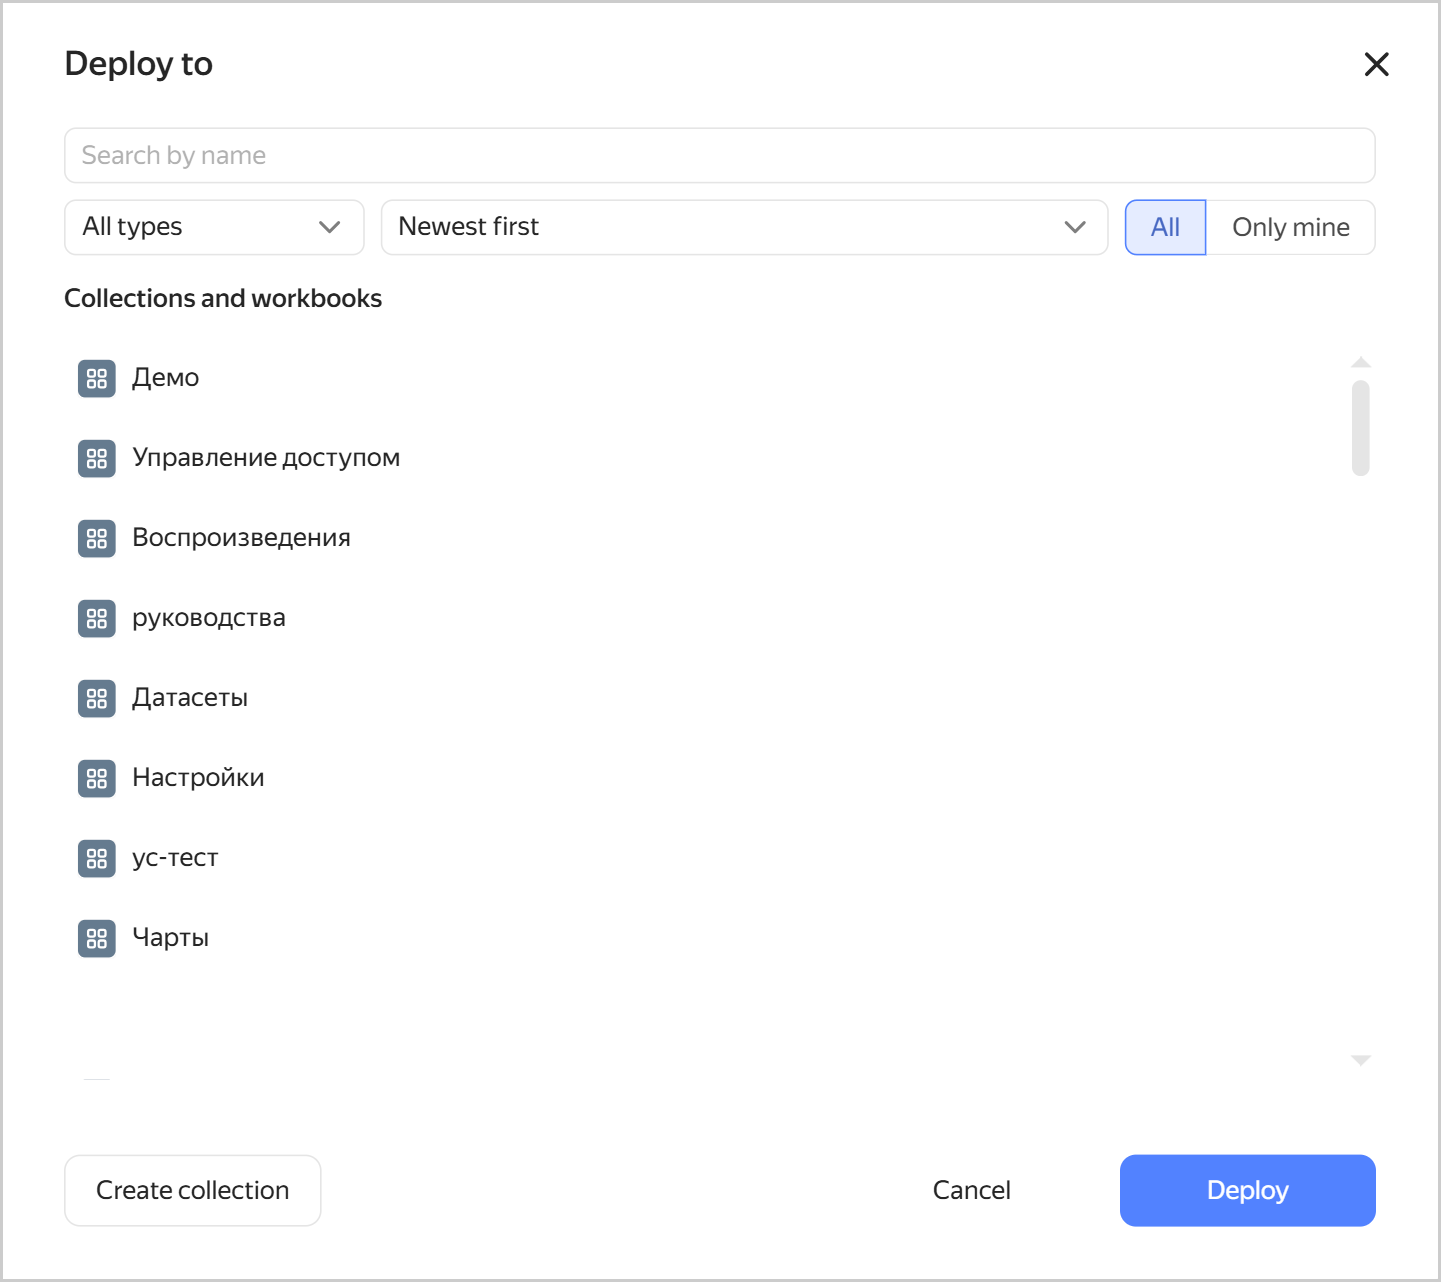 Deploy to
Search by name
All types
Newest first
All
Only mine
Collections and workbooks
Демо
Управление доступом
Воспроизведения
руководства
Датасеты
Настройки
ус-тест
Чарты
Create collection
Cancel
Deploy